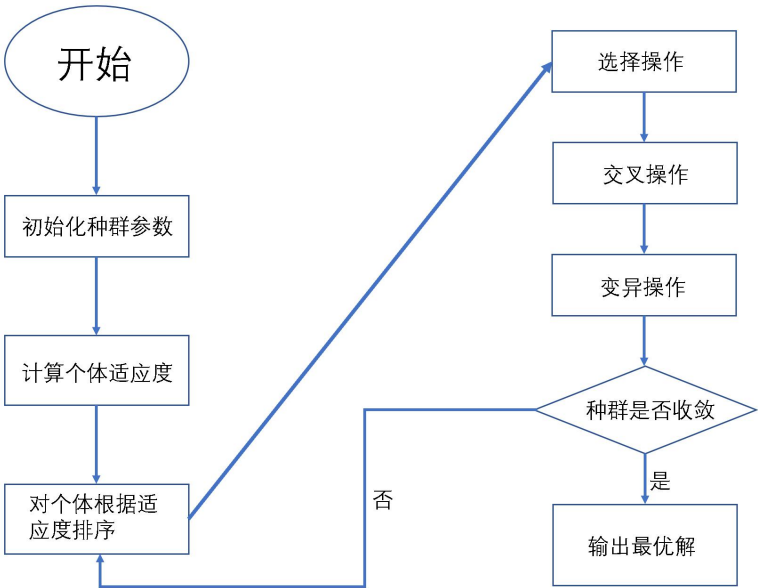 开始
初始化种群参数
计算个体适应度
对个体根据适
应度排序
选择操作
交叉操作
变异操作
种群是否收敛
否
是
输出最优解